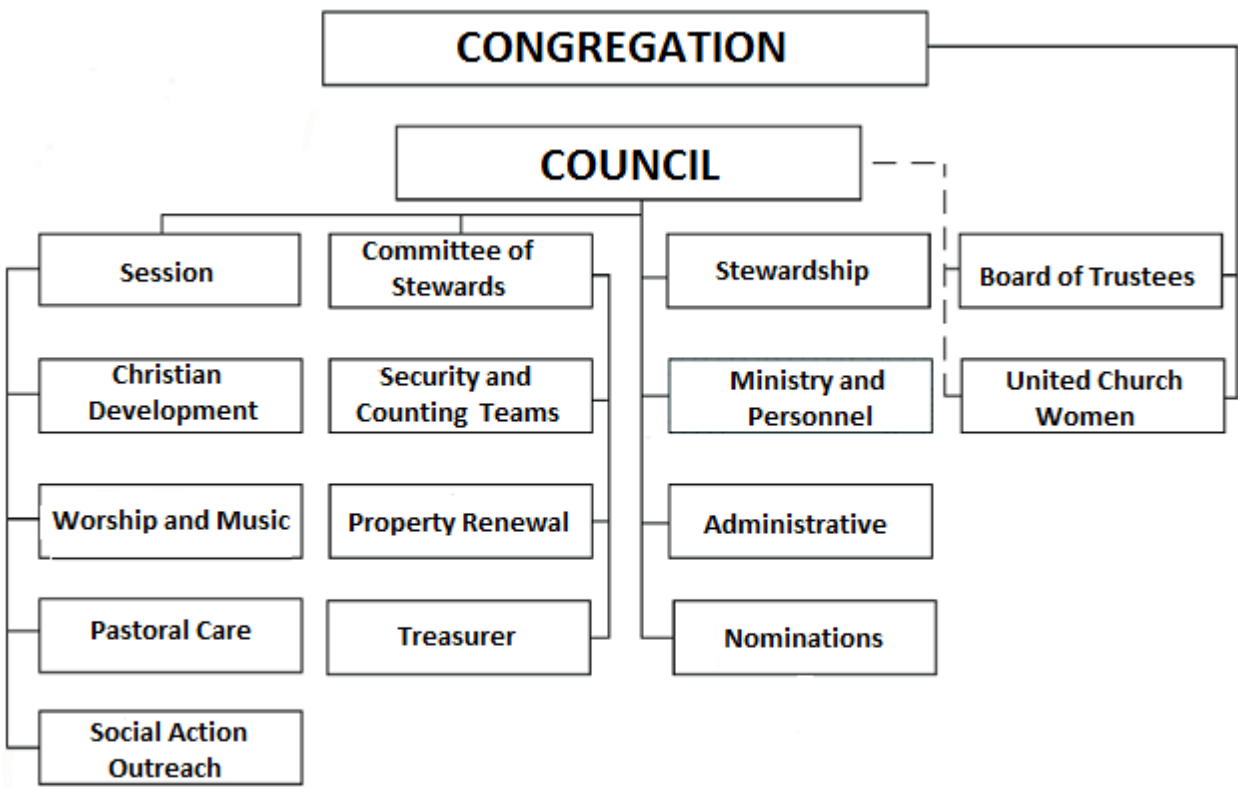 CONGREGATION
COUNCIL
Session
Committee of
Stewards
Stewardship
Board of Trustees
Christian
Development
Security and
Counting Teams
Ministry and
Personnel
United Church
Women
Worship and Music
Property Renewal
Administrative
Pastoral Care
Treasurer
Nominations
Social Action
Outreach